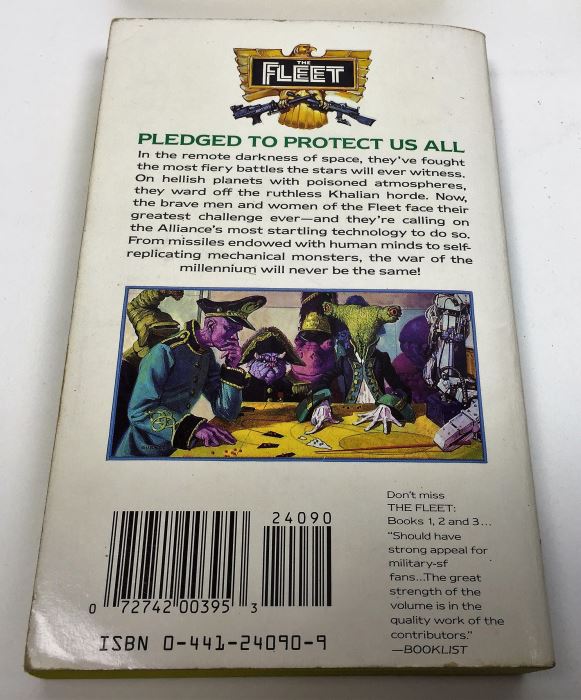 THE
FLEET
PLEDGED TO PROTECT US ALL
In the remote darkness of space, they've fought
the most fiery battles the stars will ever witness.
On hellish planets with poisoned atmospheres,
they ward off the ruthless Khalian horde. Now,
the brave men and women of the Fleet face their
greatest challenge ever—and they're calling on
the Alliance's most startling technology to do so.
From missiles endowed with human minds to self-
replicating mechanical monsters, the war of the
millennium will never be the same!
24090
0 72742 00395 3
ISBN 0-441-24090-9
Don't miss
THE FLEET:
Books 1, 2 and 3...
"Should have
strong appeal for
military-sf
fans...The great
strength of the
volume is in the
quality work of the
contributors."
—BOOKLIST